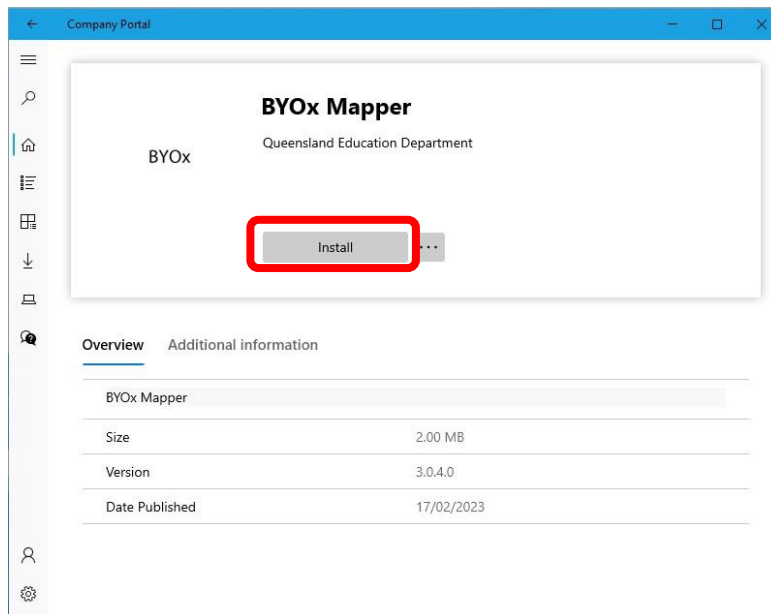 Company Portal
BYOx
BYOx Mapper
Queensland Education Department
Install
...
Overview Additional information
BYOx Mapper
Size 2.00 MB
Version 3.0.4.0
Date Published 17/02/2023